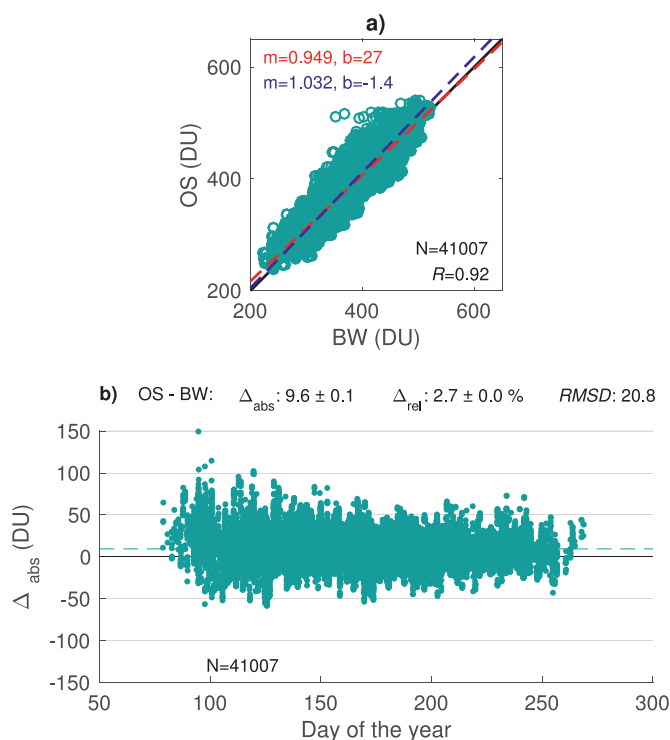 a)
m=0.949, b=27
m=1.032, b=-1.4
600
400
200
OS (DU)
N=41007
R=0.92
200 400 600
BW (DU)
b) OS - BW: Δabs: 9.6 ± 0.1 Δrel: 2.7 ± 0.0 % RMSD: 20.8
150
100
50
0
-50
-100
-150
Δ abs (DU)
N=41007
50 100 150 200 250 300
Day of the year